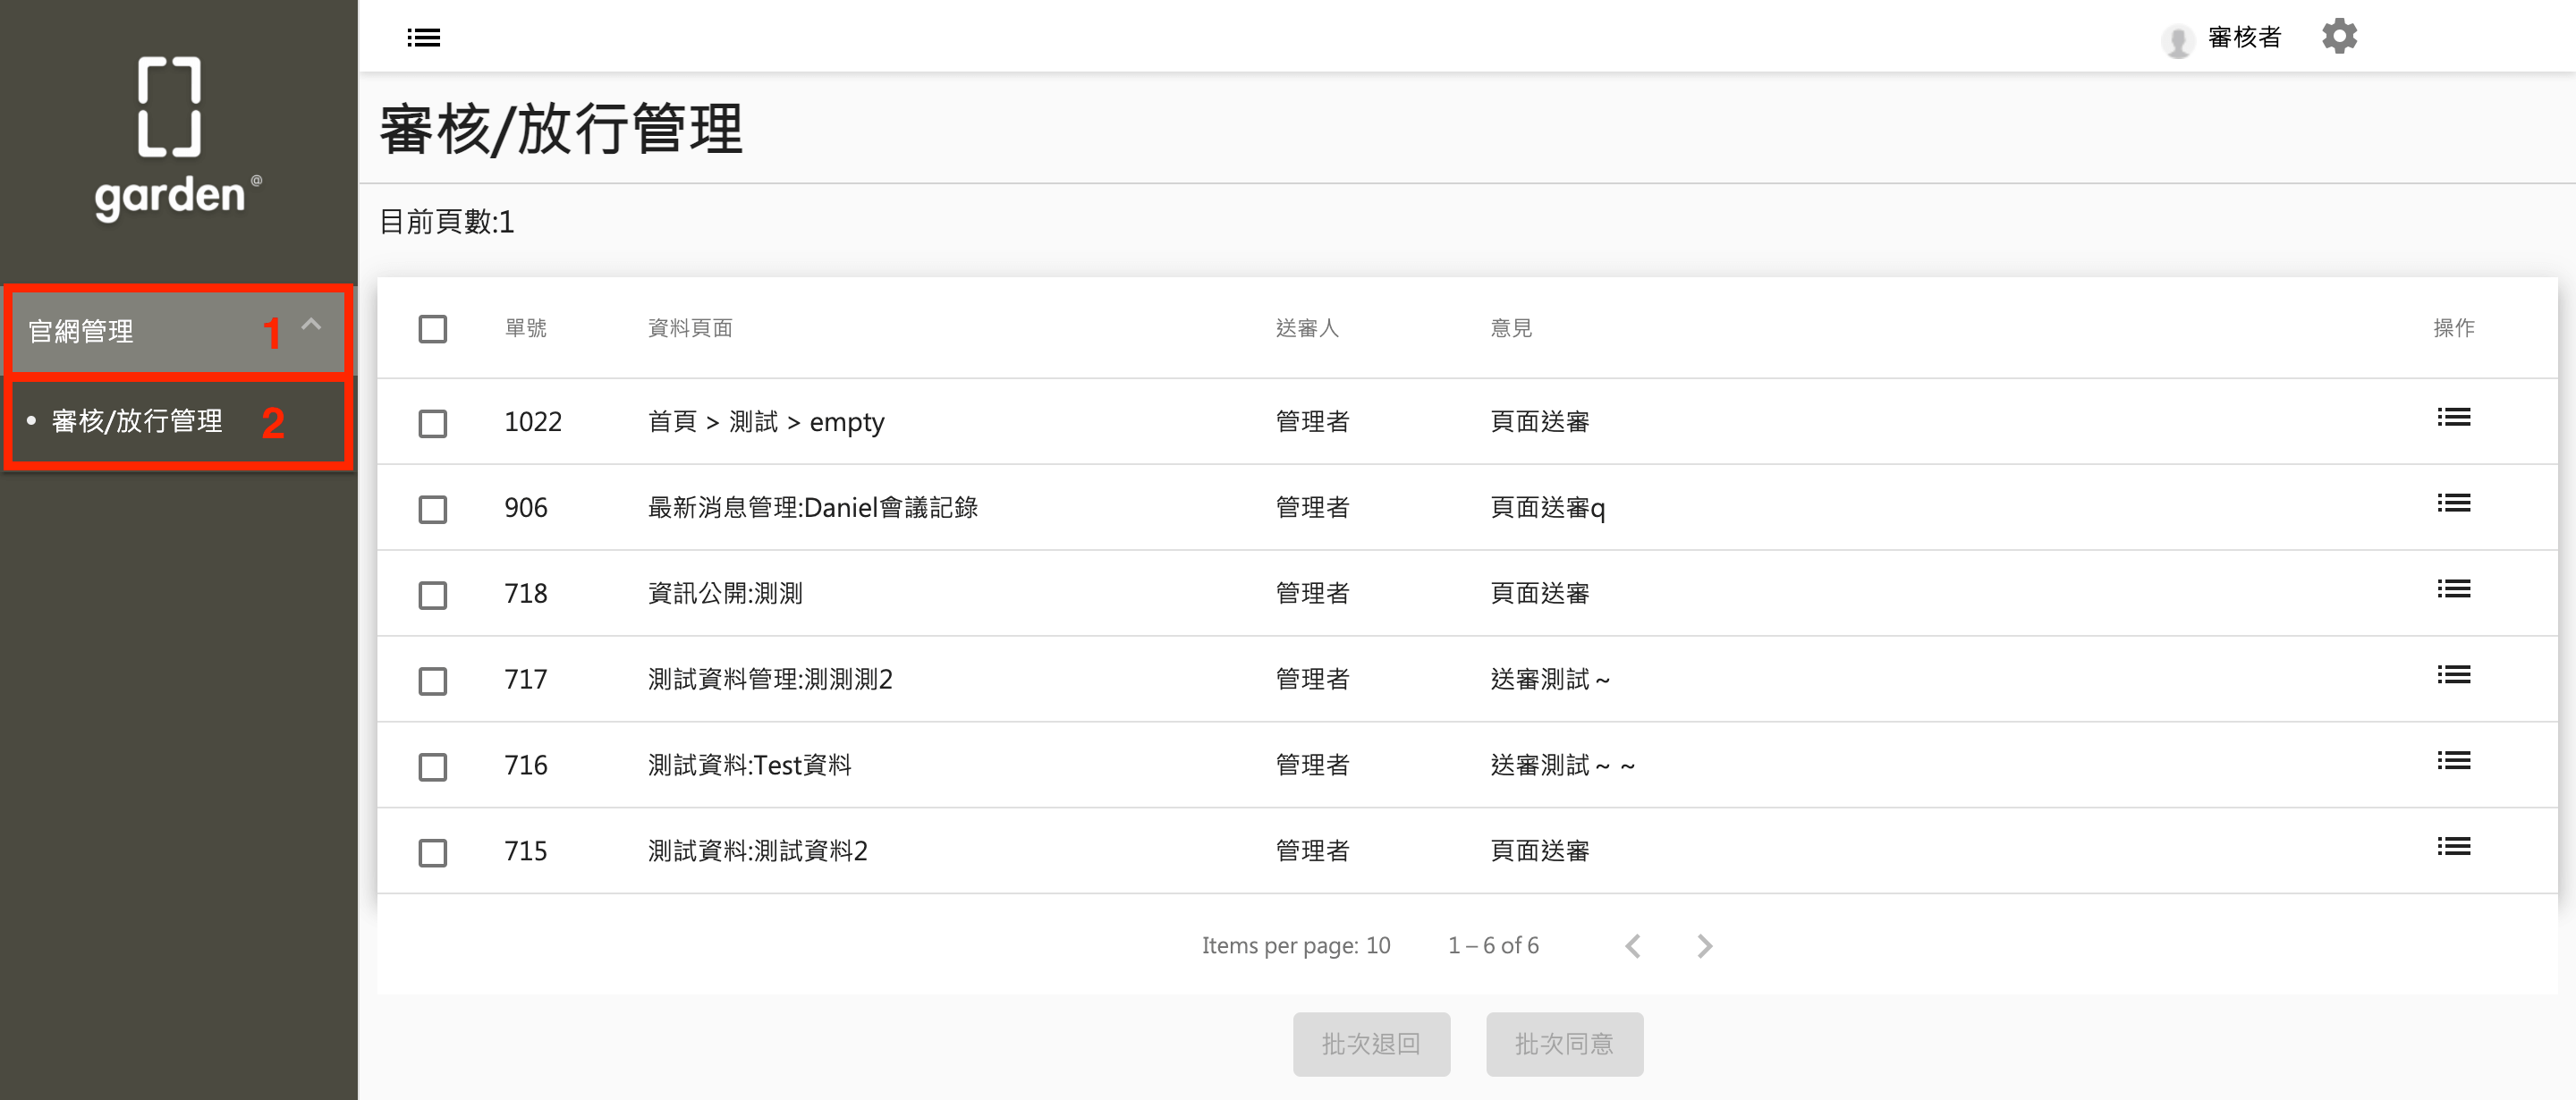 garden @
官網管理 1
• 審核/放行管理 2
審核者
審核/放行管理
目前頁數:1
單號 資料頁面 送審人 意見 操作
1022 首頁 > 測試 > empty 管理者 頁面送審
906 最新消息管理:Daniel會議記錄 管理者 頁面送審q
718 資訊公開:測測 管理者 頁面送審
717 測試資料管理:測測測2 管理者 送審測試~
716 測試資料:Test資料 管理者 送審測試~ ~
715 測試資料:測試資料2 管理者 頁面送審
Items per page: 10 1 – 6 of 6
批次退回 批次同意